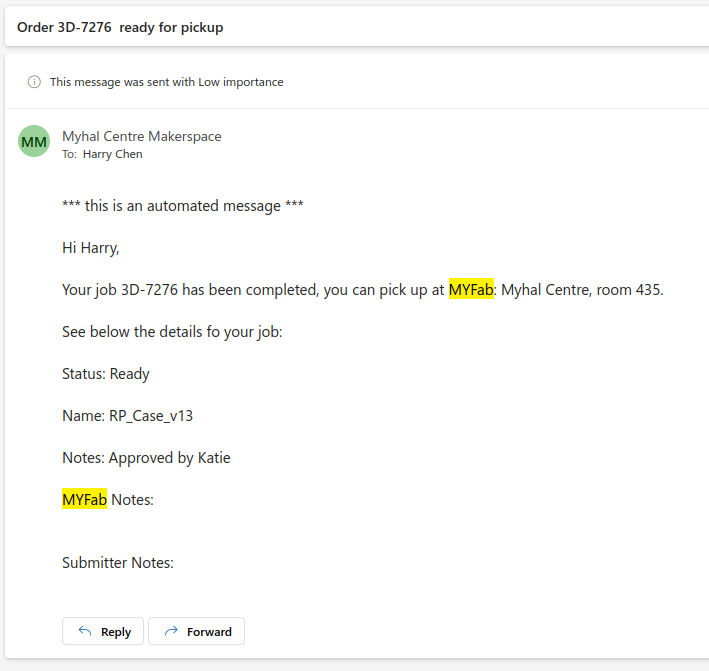 Order 3D-7276  ready for pickup
This message was sent with Low importance
MM
Myhal Centre Makerspace
To: Harry Chen
*** this is an automated message ***
Hi Harry,
Your job 3D-7276 has been completed, you can pick up at MYFab: Myhal Centre, room 435.
See below the details fo your job:
Status: Ready
Name: RP_Case_v13
Notes: Approved by Katie
MYFab Notes:
Submitter Notes:
Reply Forward